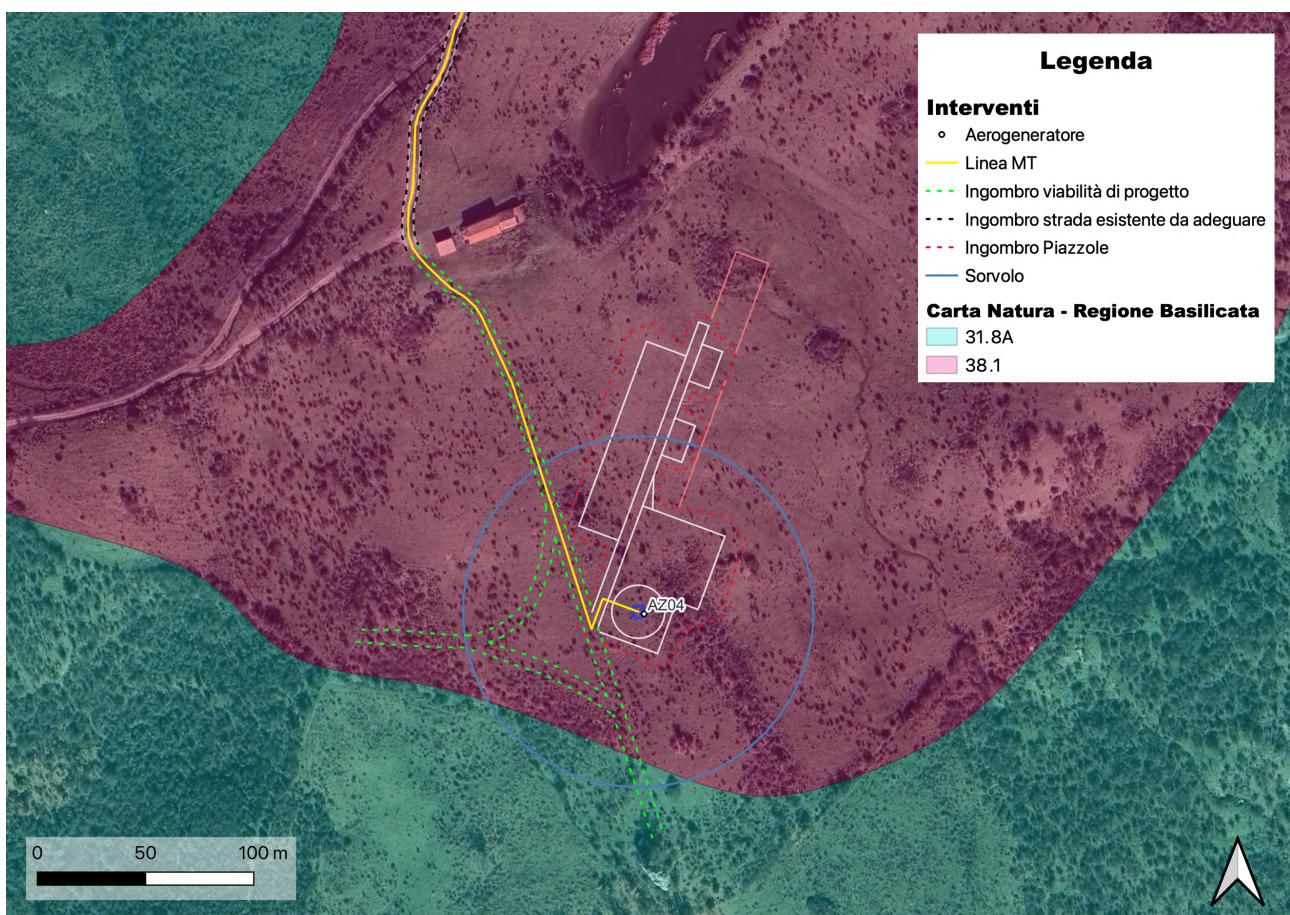 Legenda
Interventi
Aerogeneratore
Linea MT
Ingombro viabilità di progetto
Ingombro strada esistente da adeguare
Ingombro Piazzole
Sorvolo
Carta Natura - Regione Basilicata
31.8A
38.1
AZ04
0 50 100 m